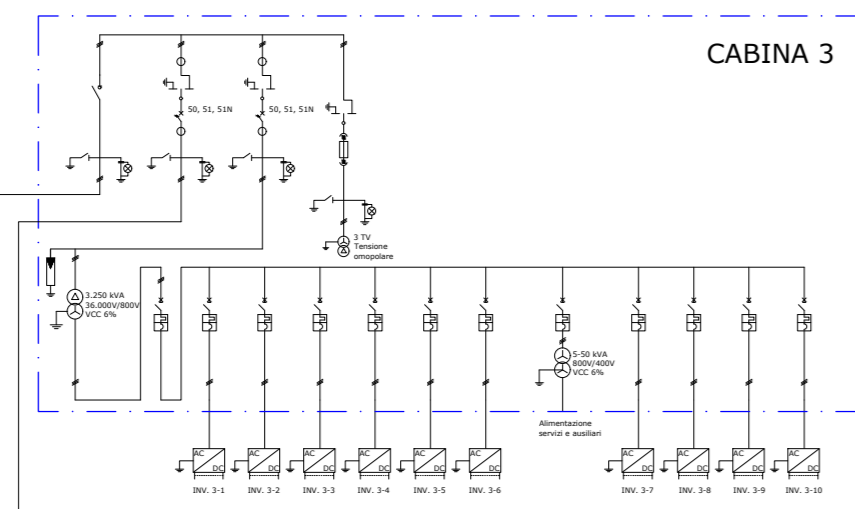 CABINA 3
50, 51, 51N
50, 51, 51N
3 TV
Tensione
omopolare
3.250 kVA
36.000V/800V
VCC 6%
5-50 kVA
800V/400V
VCC 6%
Alimentazione
servizi e ausiliari
AC
DC
AC
DC
AC
DC
AC
DC
AC
DC
AC
DC
AC
DC
AC
DC
AC
DC
AC
DC
INV. 3-1
INV. 3-2
INV. 3-3
INV. 3-4
INV. 3-5
INV. 3-6
INV. 3-7
INV. 3-8
INV. 3-9
INV. 3-10